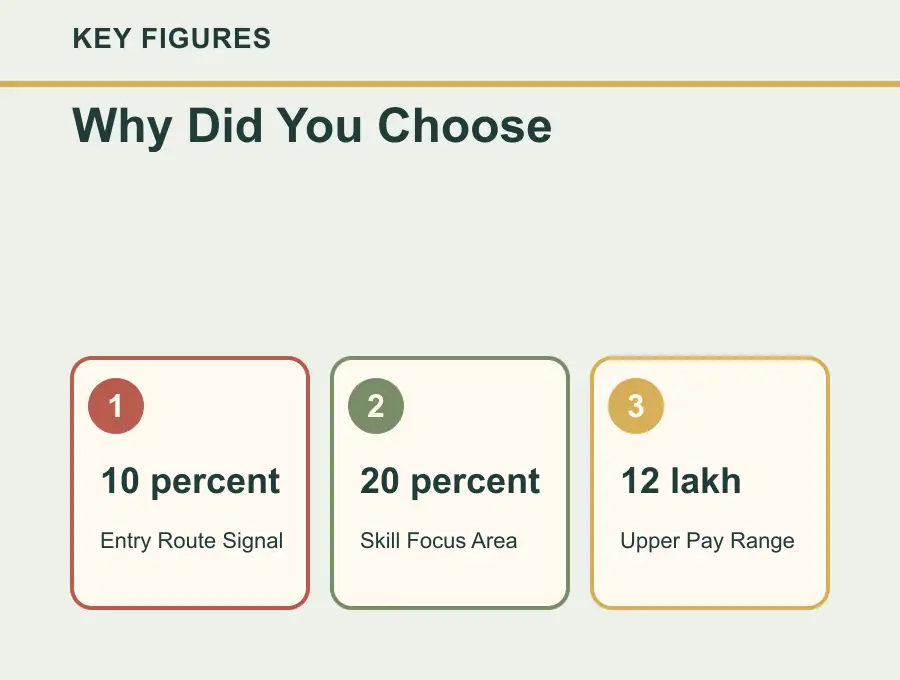 KEY FIGURES
Why Did You Choose
1
2
3
10 percent
20 percent
12 lakh
Entry Route Signal
Skill Focus Area
Upper Pay Range